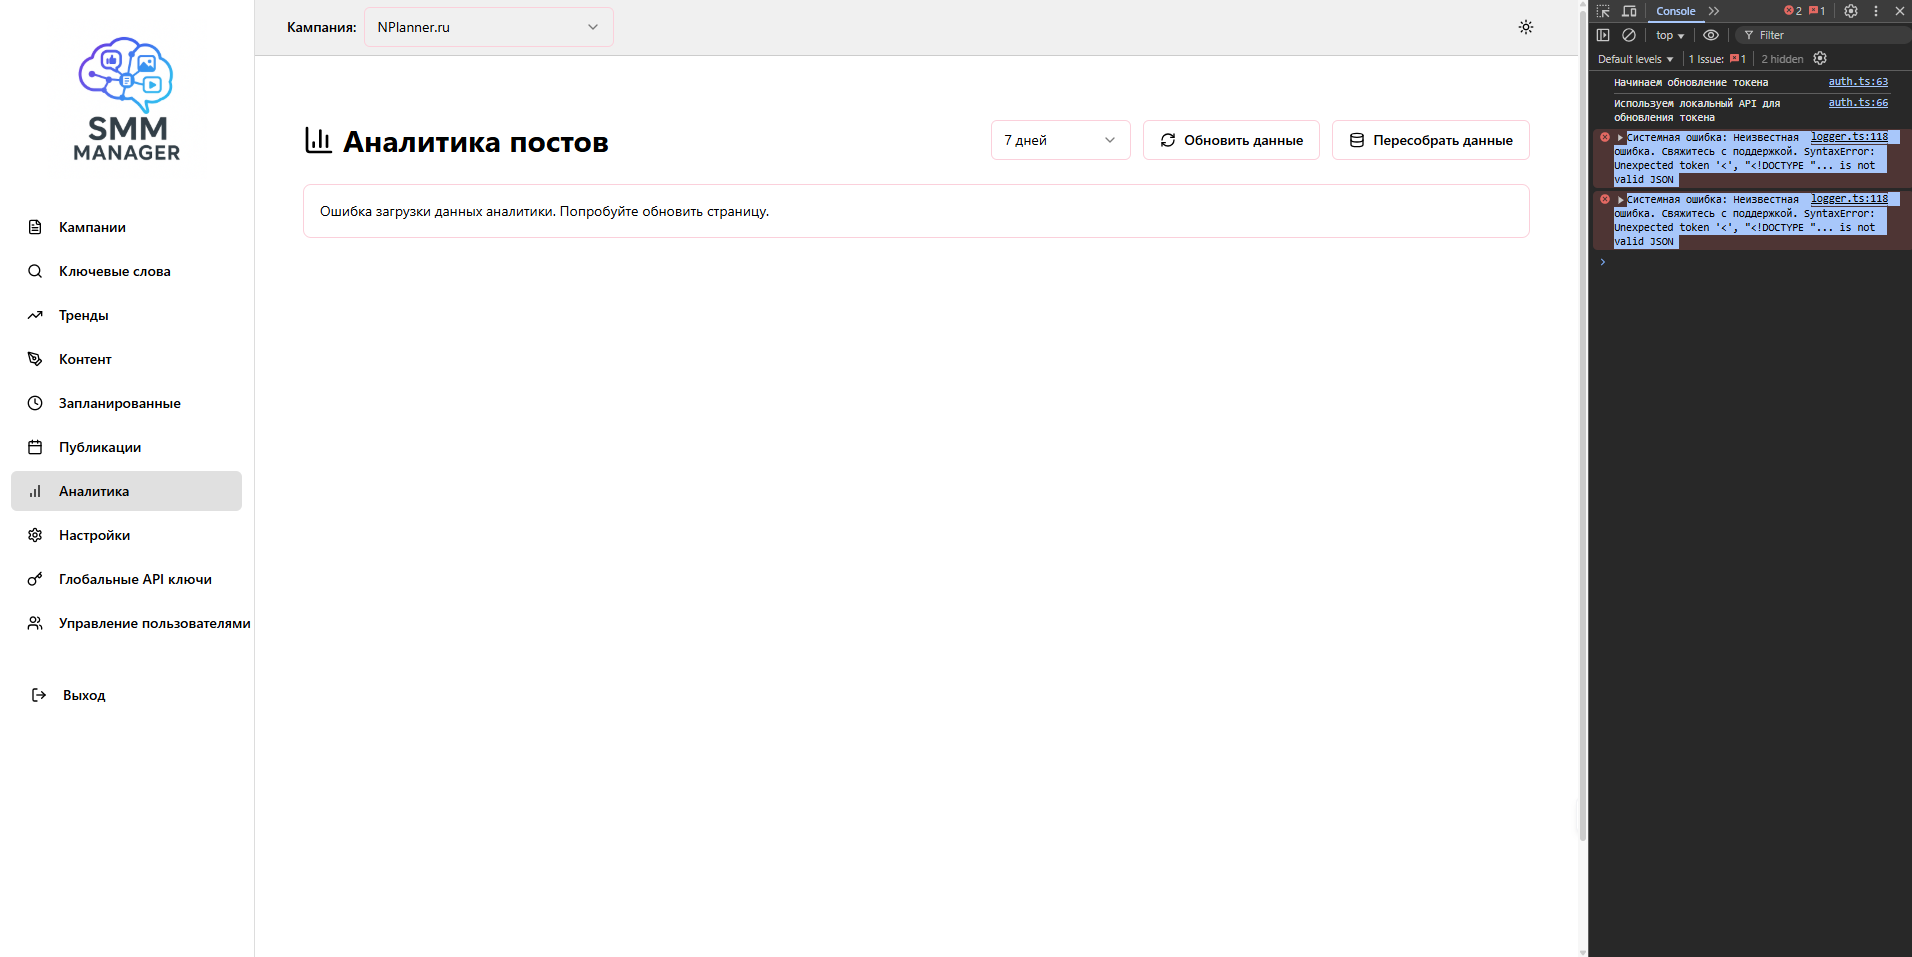 SMM
MANAGER
Кампании
Ключевые слова
Тренды
Контент
Запланированные
Публикации
Аналитика
Настройки
Глобальные API ключи
Управление пользователями
Выход
Кампания:
NPlanner.ru
Аналитика постов
7 дней
Обновить данные
Пересобрать данные
Ошибка загрузки данных аналитики. Попробуйте обновить страницу.
Console
2
1
top
Filter
Default levels
1 Issue:
1
2 hidden
Начинаем обновление токена
auth.ts:63
Используем локальный API для
auth.ts:66
обновления токена
Системная ошибка: Неизвестная
logger.ts:118
ошибка. Свяжитесь с поддержкой. SyntaxError:
Unexpected token '<', "<!DOCTYPE "... is not
valid JSON
Системная ошибка: Неизвестная
logger.ts:118
ошибка. Свяжитесь с поддержкой. SyntaxError:
Unexpected token '<', "<!DOCTYPE "... is not
valid JSON